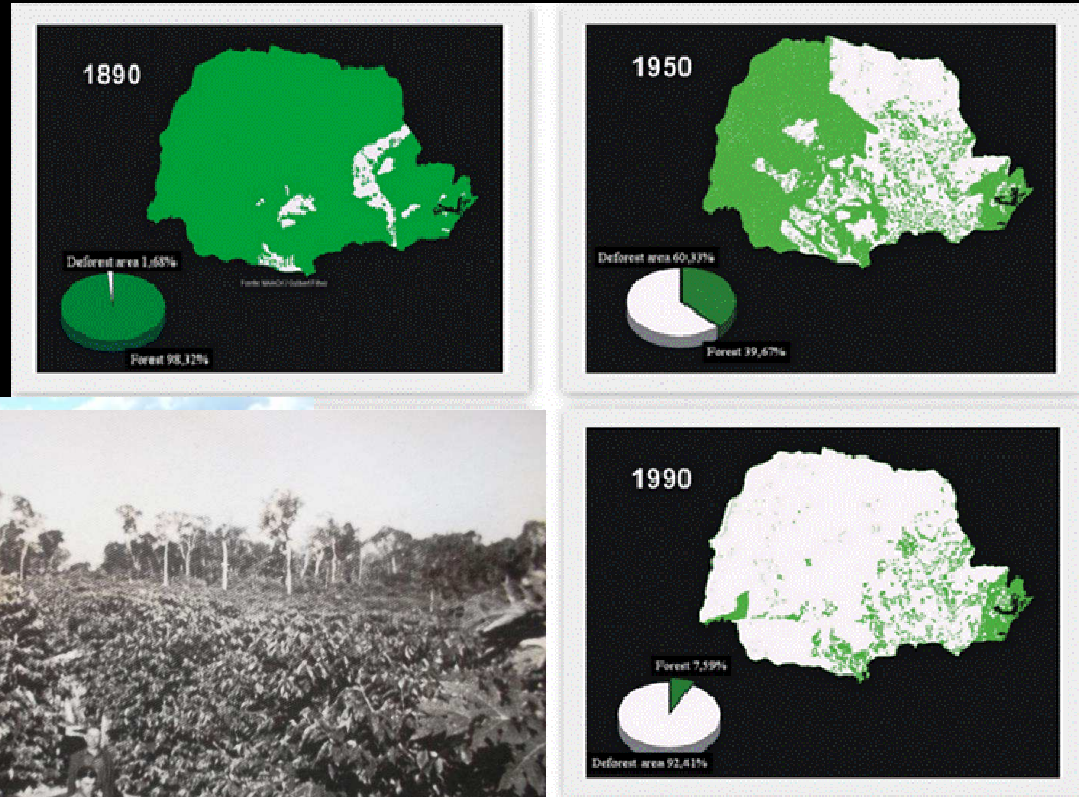 1890
Deforest area 1,68%
Forest 98,32%
1950
Deforest area 60,33%
Forest 39,67%
1990
Forest 7,59%
Deforest area 92,41%